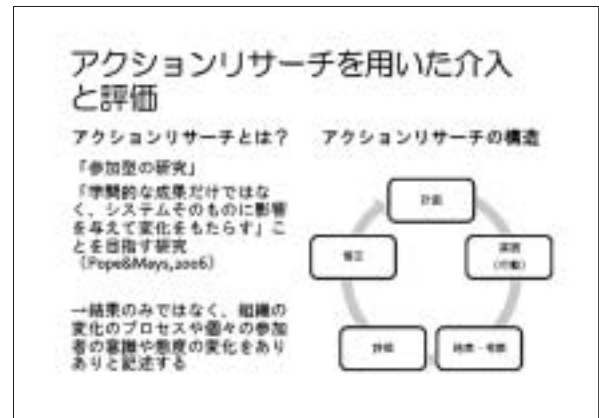 アクションリサーチを用いた介入
と評価
アクションリサーチとは？
「参加型の研究」
「学問的な成果だけではな
く、システムそのものに影響
を与えて変化をもたらす」こ
とを目指す研究
（Pope&Mays,2006）
→結果のみではなく、組織の
変化のプロセスや個々の参加
者の意識や態度の変化をあり
ありと記述する
アクションリサーチの構造
計画
実践
（行動）
評価
修正